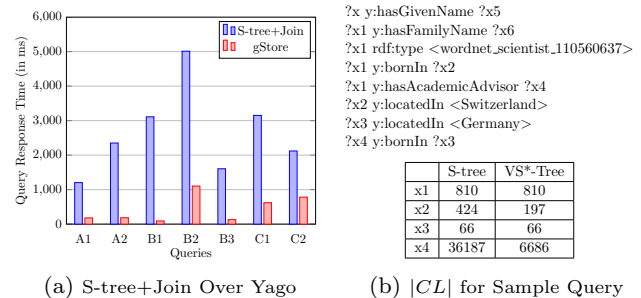 6,000
5,000
4,000
3,000
2,000
1,000
0
Query Response Time (in ms)
S-tree+Join
gStore
A1 A2 B1 B2 B3 C1 C2
Queries
(a) S-tree+Join Over Yago
?x y:hasGivenName ?x5
?x1 y:hasFamilyName ?x6
?x1 rdf:type <wordnet_scientist_110560637>
?x1 y:bornIn ?x2
?x1 y:hasAcademicAdvisor ?x4
?x2 y:locatedIn <Switzerland>
?x3 y:locatedIn <Germany>
?x4 y:bornIn ?x3
S-tree VS*-Tree
x1 810 810
x2 424 197
x3 66 66
x4 36187 6686
(b) |CL| for Sample Query